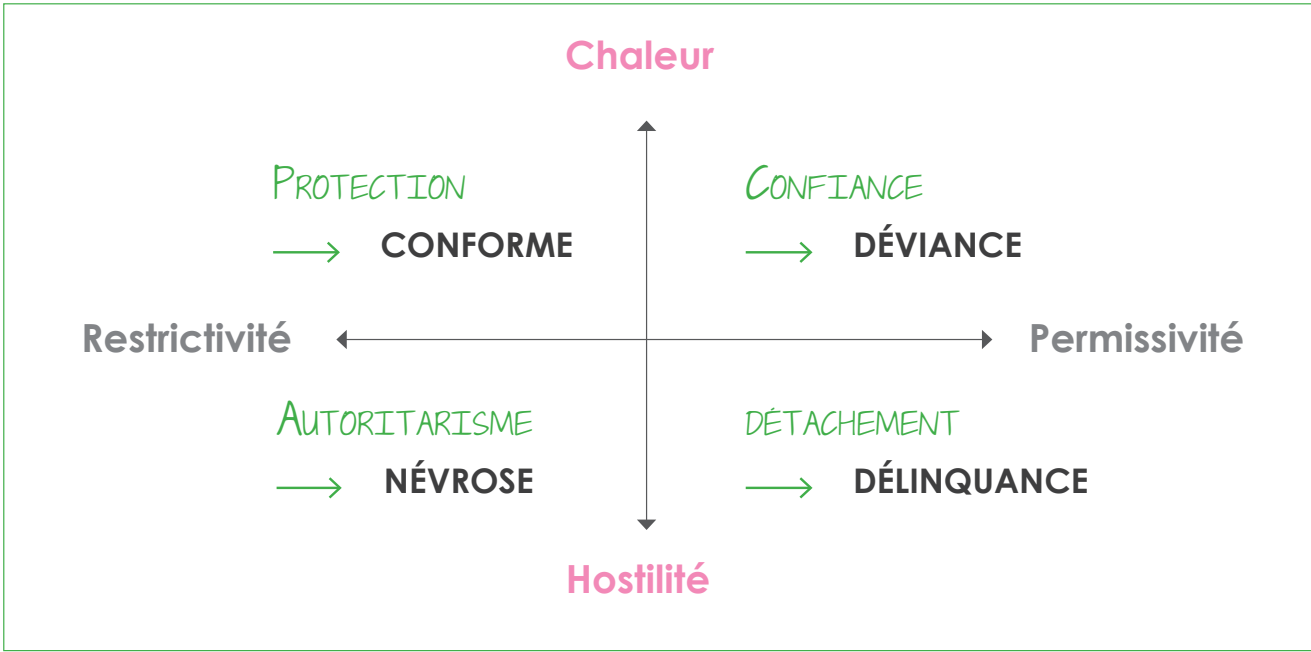 Chaleur
PROTECTION
CONFIANCE
CONFORME
DÉVIANCE
Restrictivité
Permissivité
AUTORITARISME
DÉTACHEMENT
NÉVROSE
DÉLINQUANCE
Hostilité